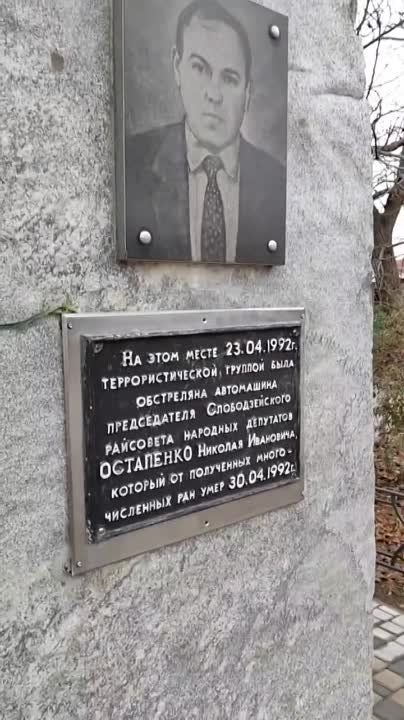 На этом месте 23.04.1992г.
террористической группой была
обстреляна автомашина
председателя Слободзейского
райсовета народных депутатов
ОСТАПЕНКО Николая Ивановича,
который от полученных много-
численных ран умер 30.04.1992г.